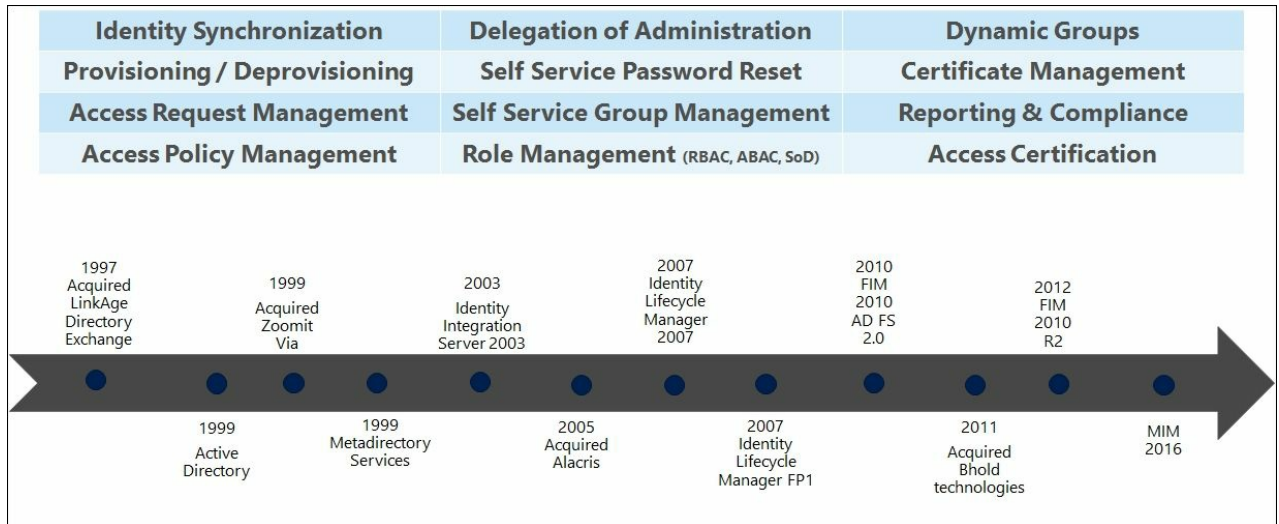 Identity Synchronization
Delegation of Administration
Dynamic Groups
Provisioning / Deprovisioning
Self Service Password Reset
Certificate Management
Access Request Management
Self Service Group Management
Reporting & Compliance
Access Policy Management
Role Management (RBAC, ABAC, SoD)
Access Certification
1997
Acquired
LinkAge
Directory
Exchange
1999
Acquired
Zoomit
Via
2003
Identity
Integration
Server 2003
2007
Identity
Lifecycle
Manager
2007
2010
FIM
2010
AD FS
2.0
2012
FIM
2010
R2
1999
Active
Directory
1999
Metadirectory
Services
2005
Acquired
Alacris
2007
Identity
Lifecycle
Manager FP1
2011
Acquired
Bhold
technologies
MIM
2016